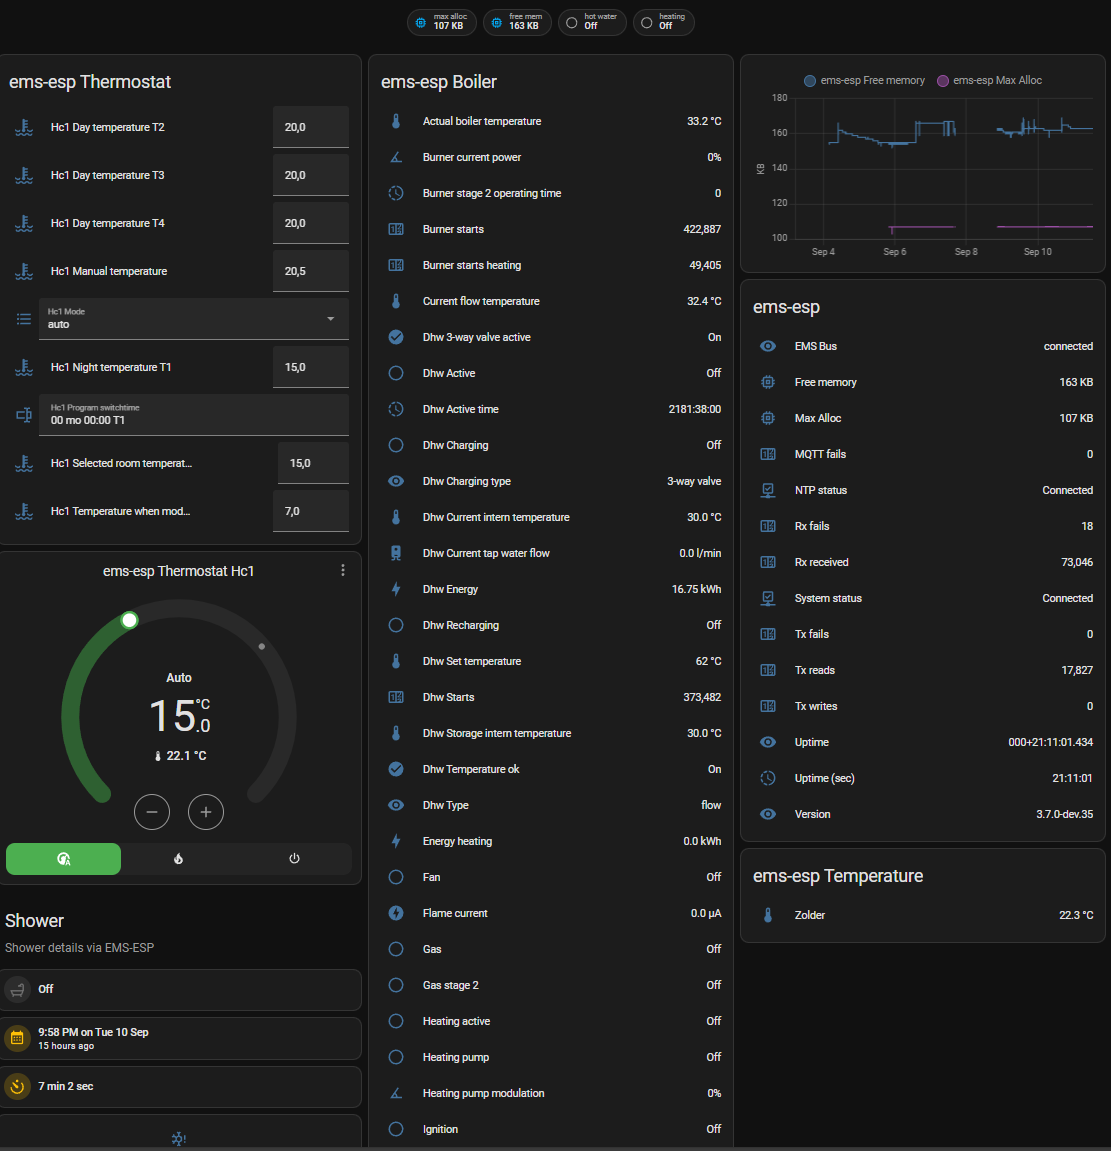 max alloc
107 KB
free mem
163 KB
hot water
Off
heating
Off
ems-esp Thermostat
Hc1 Day temperature T2 20,0
Hc1 Day temperature T3 20,0
Hc1 Day temperature T4 20,0
Hc1 Manual temperature 20,5
Hc1 Mode
auto
Hc1 Night temperature T1 15,0
Hc1 Program switchtime
00 mo 00:00 T1
Hc1 Selected room temperat... 15,0
Hc1 Temperature when mod... 7,0
ems-esp Thermostat Hc1
Auto
15.0 °C
22.1 °C
Shower
Shower details via EMS-ESP
Off
9:58 PM on Tue 10 Sep
15 hours ago
7 min 2 sec
ems-esp Boiler
Actual boiler temperature 33.2 °C
Burner current power 0%
Burner stage 2 operating time 0
Burner starts 422,887
Burner starts heating 49,405
Current flow temperature 32.4 °C
Dhw 3-way valve active On
Dhw Active Off
Dhw Active time 2181:38:00
Dhw Charging Off
Dhw Charging type 3-way valve
Dhw Current intern temperature 30.0 °C
Dhw Current tap water flow 0.0 l/min
Dhw Energy 16.75 kWh
Dhw Recharging Off
Dhw Set temperature 62 °C
Dhw Starts 373,482
Dhw Storage intern temperature 30.0 °C
Dhw Temperature ok On
Dhw Type flow
Energy heating 0.0 kWh
Fan Off
Flame current 0.0 µA
Gas Off
Gas stage 2 Off
Heating active Off
Heating pump Off
Heating pump modulation 0%
Ignition Off
ems-esp Free memory ems-esp Max Alloc
180
160
140
120
100
KB
Sep 4 Sep 6 Sep 8 Sep 10
ems-esp
EMS Bus connected
Free memory 163 KB
Max Alloc 107 KB
MQTT fails 0
NTP status Connected
Rx fails 18
Rx received 73,046
System status Connected
Tx fails 0
Tx reads 17,827
Tx writes 0
Uptime 000+21:11:01.434
Uptime (sec) 21:11:01
Version 3.7.0-dev.35
ems-esp Temperature
Zolder 22.3 °C